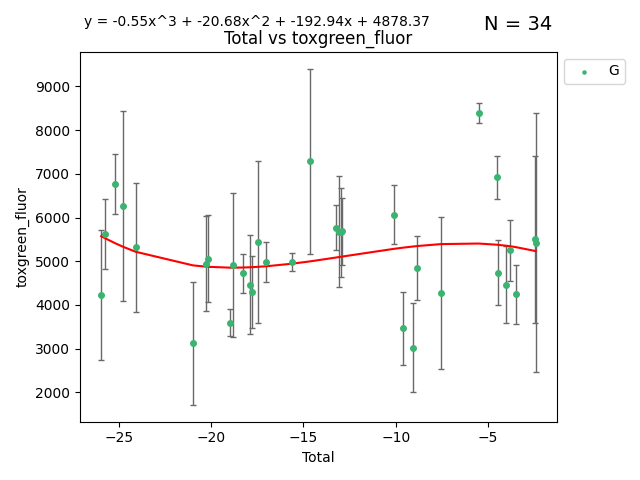 y = -0.55x^3 + -20.68x^2 + -192.94x + 4878.37
N = 34
Total vs toxgreen_fluor
G
toxgreen_fluor
9000
8000
7000
6000
5000
4000
3000
2000
−25
−20
−15
−10
−5
Total